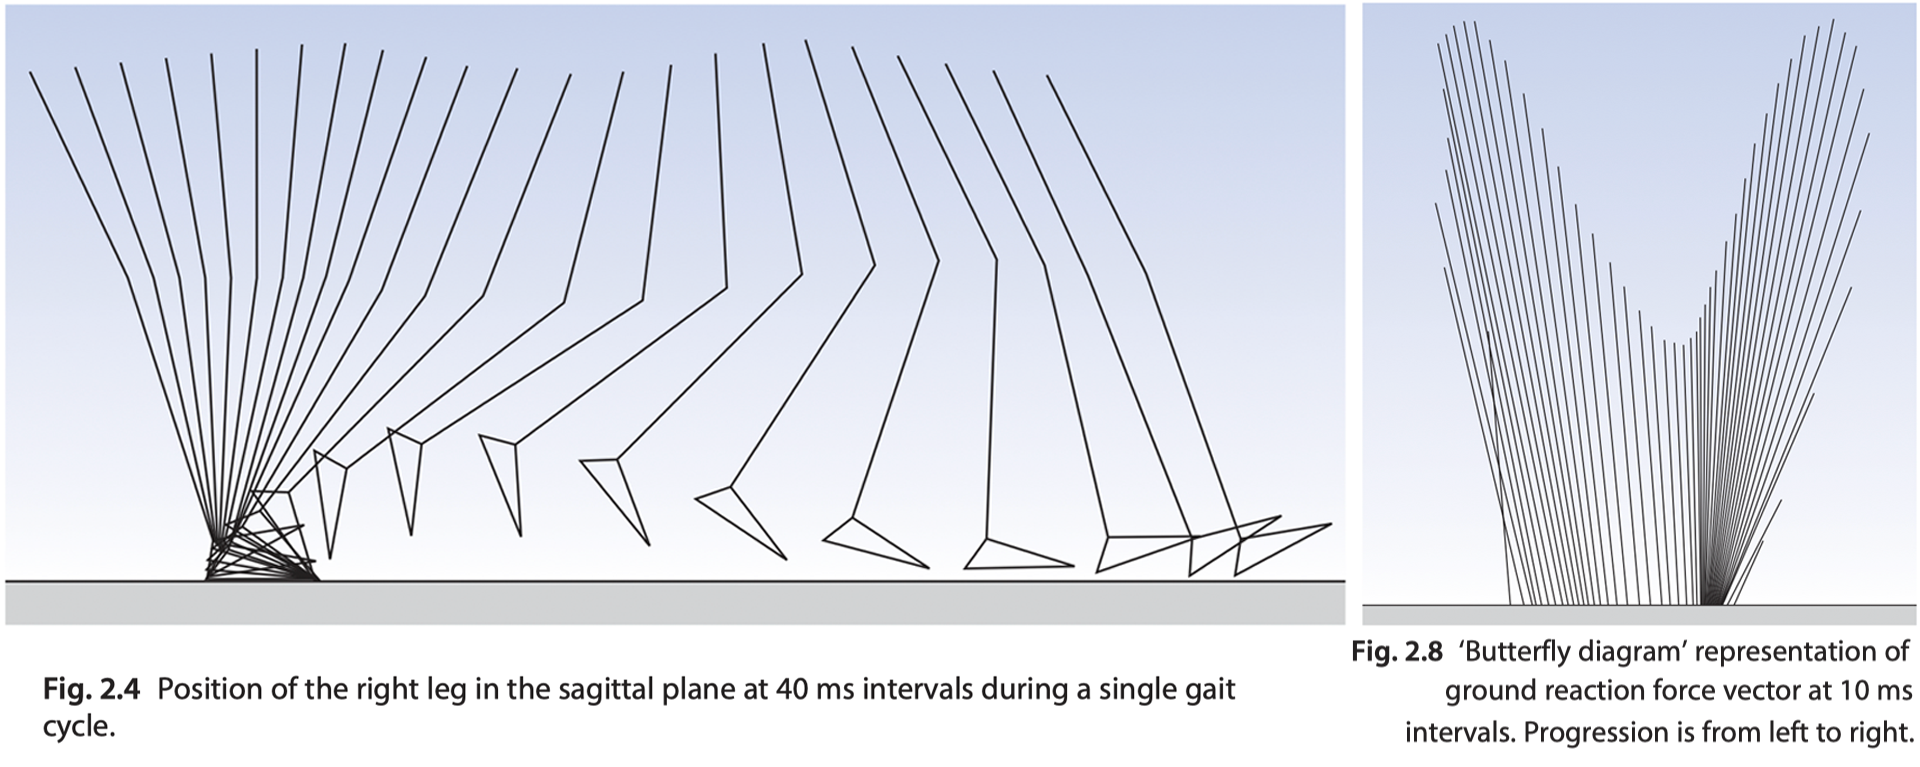 Fig. 2.4 Position of the right leg in the sagittal plane at 40 ms intervals during a single gait
cycle.
Fig. 2.8 ‘Butterfly diagram’ representation of
ground reaction force vector at 10 ms
intervals. Progression is from left to right.